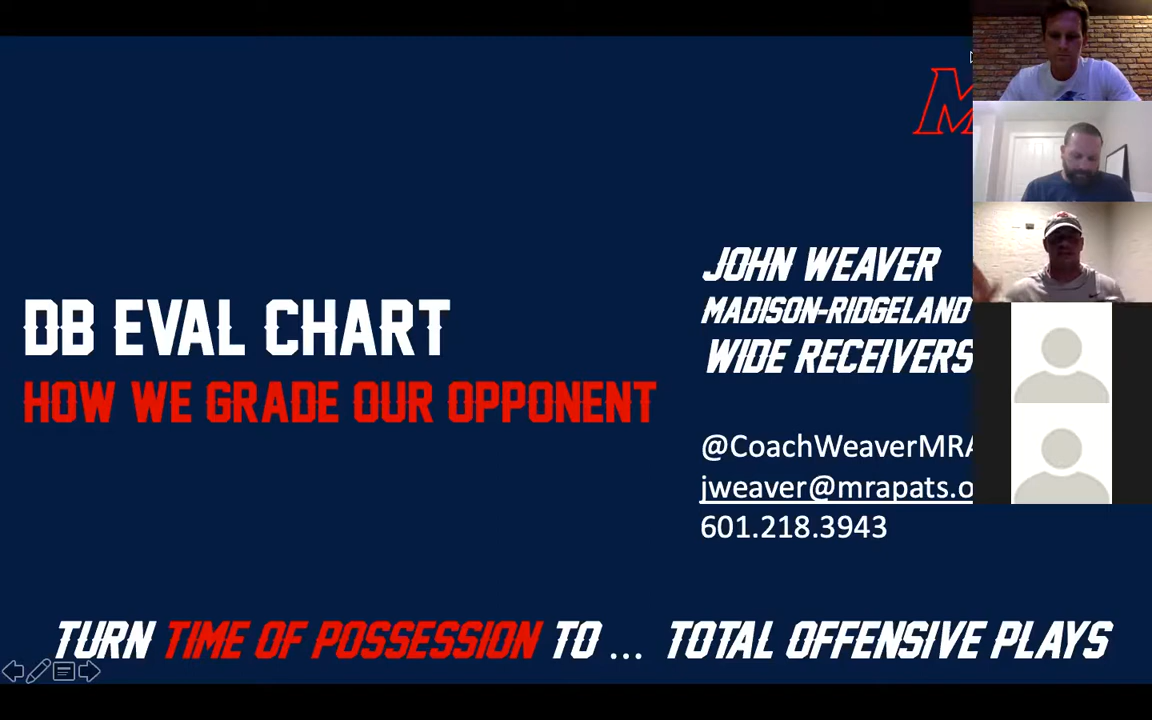 M
JOHN WEAVER
DB EVAL CHART
MADISON-RIDGELAND
HOW WE GRADE OUR OPPONENT
WIDE RECEIVERS
@CoachWeaverMRA
jweaver@mrapats.o
601.218.3943
TURN TIME OF POSSESSION TO ... TOTAL OFFENSIVE PLAYS